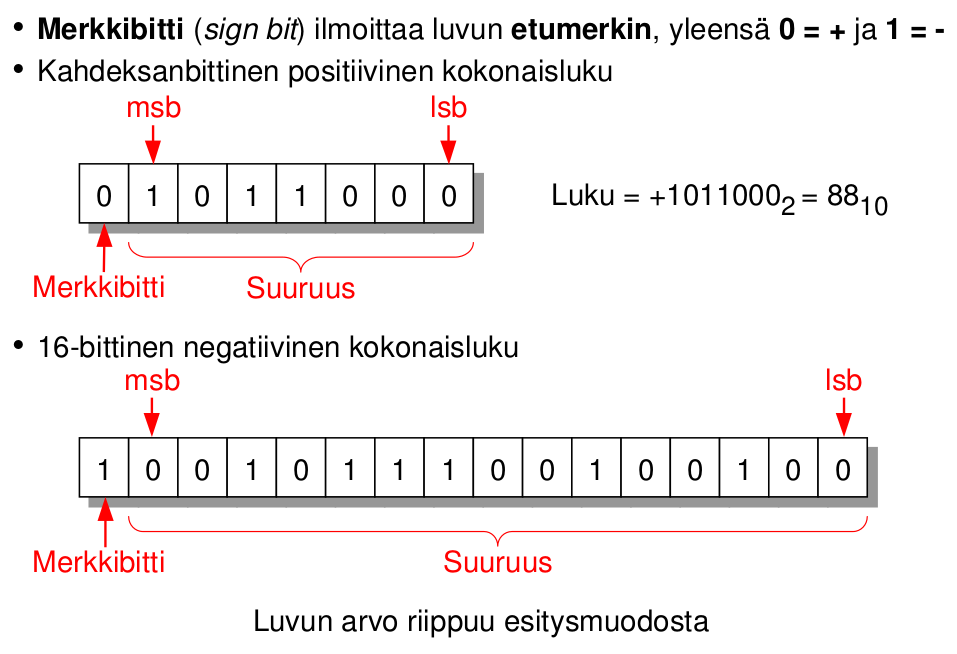 • Merkkibitti (sign bit) ilmoittaa luvun etumerkin, yleensä 0 = + ja 1 = -
• Kahdeksanbittinen positiivinen kokonaisluku
msb lsb
0 1 0 1 1 0 0 0 Luku = +1011000₂ = 88₁₀
Merkkibitti Suuruus
• 16-bittinen negatiivinen kokonaisluku
msb lsb
1 0 0 1 0 1 1 1 0 0 1 0 0 1 0 0
Merkkibitti Suuruus
Luvun arvo riippuu esitysmuodosta